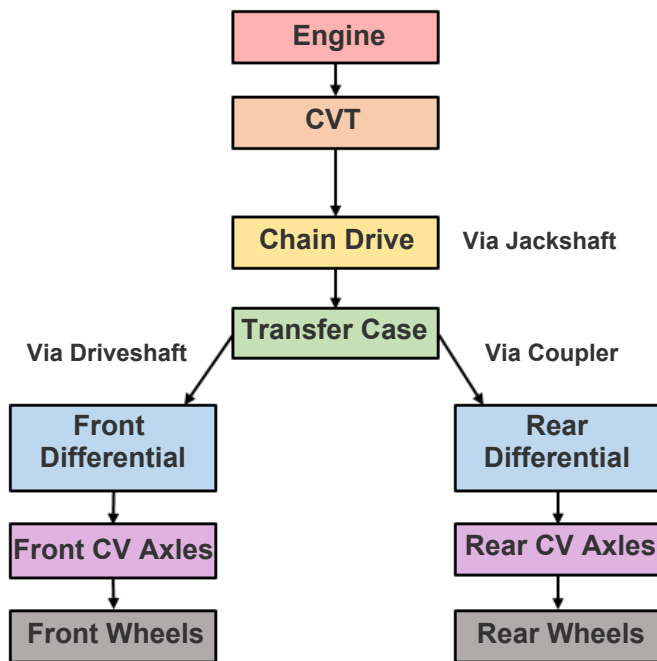 Engine
CVT
Chain Drive
Via Jackshaft
Transfer Case
Via Driveshaft
Via Coupler
Front
Differential
Rear
Differential
Front CV Axles
Rear CV Axles
Front Wheels
Rear Wheels